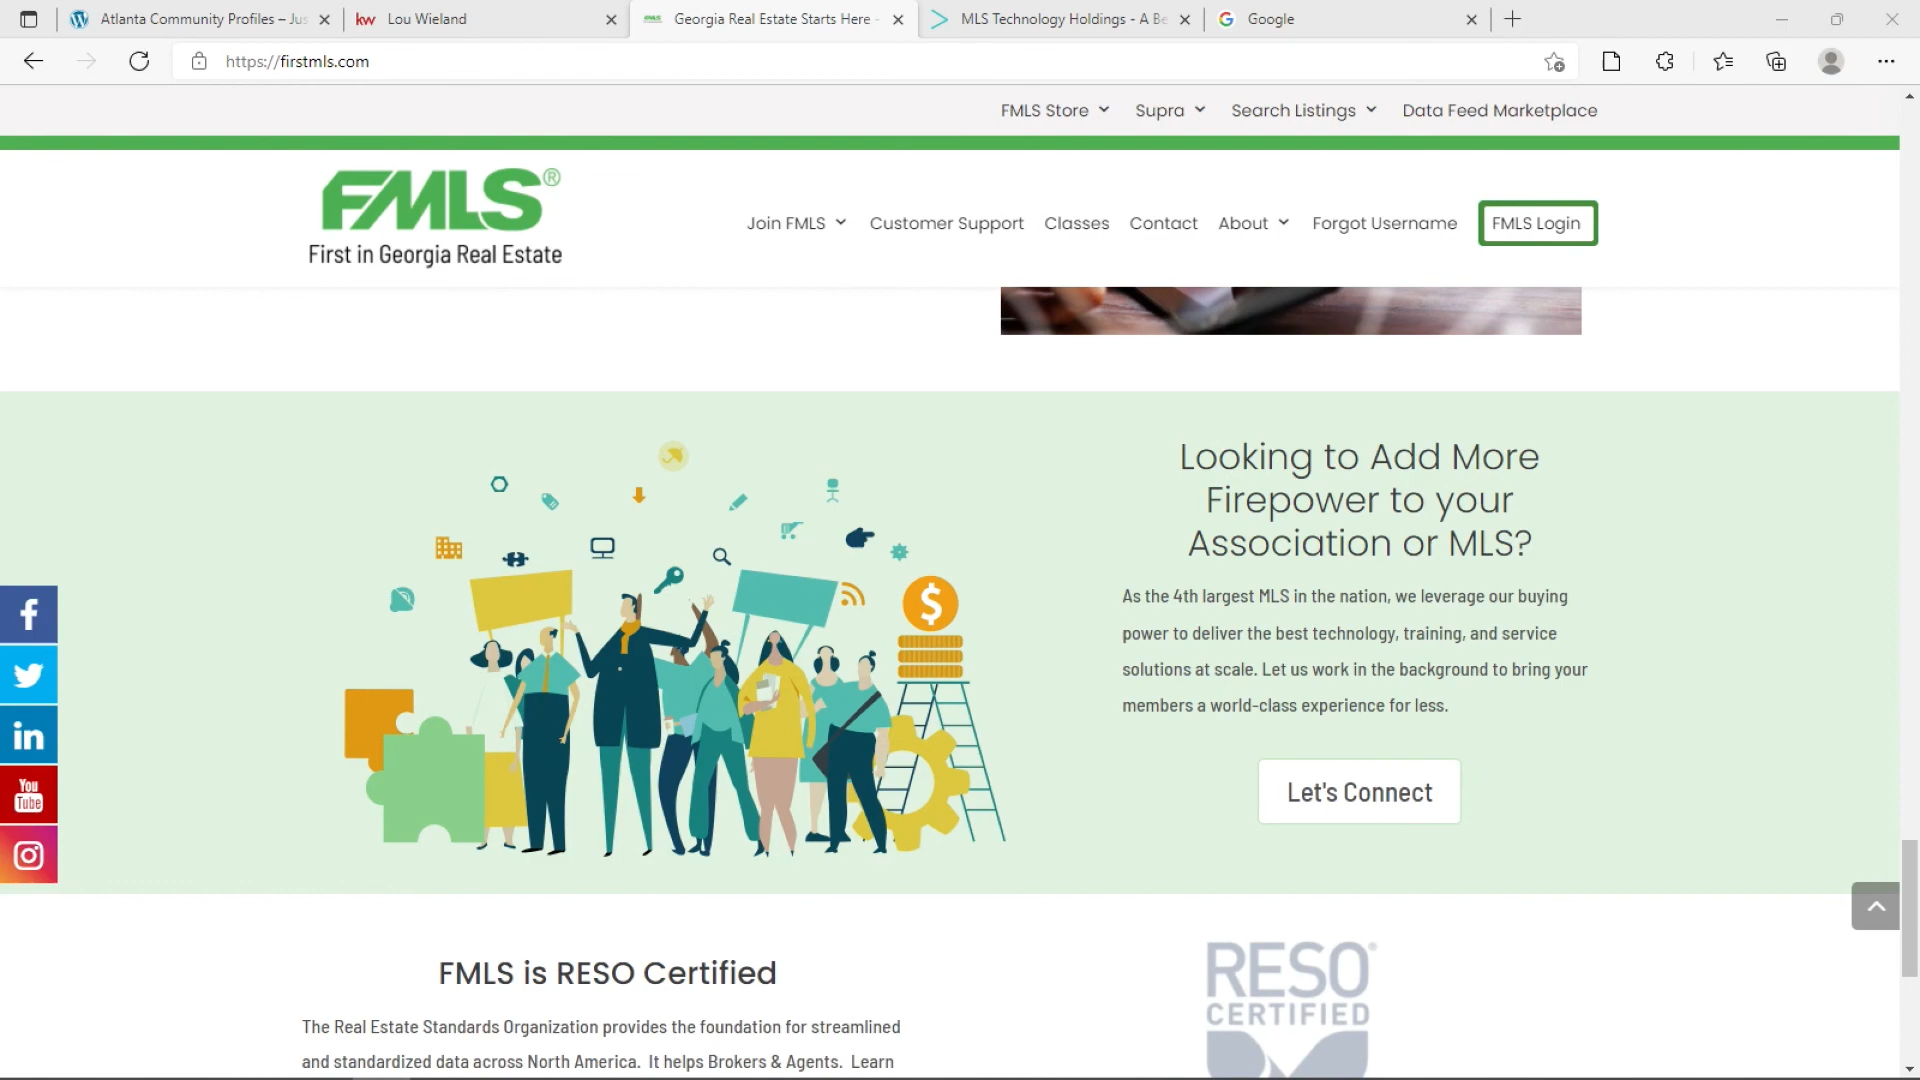 Atlanta Community Profiles – Jus
kw Lou Wieland
FMLS Georgia Real Estate Starts Here -
MLS Technology Holdings - A Be
G Google
https://firstmls.com
FMLS Store
Supra
Search Listings
Data Feed Marketplace
FMLS®
First in Georgia Real Estate
Join FMLS
Customer Support
Classes
Contact
About
Forgot Username
FMLS Login
Looking to Add More
Firepower to your
Association or MLS?
As the 4th largest MLS in the nation, we leverage our buying
power to deliver the best technology, training, and service
solutions at scale. Let us work in the background to bring your
members a world-class experience for less.
Let's Connect
$
f
in
You
Tube
FMLS is RESO Certified
The Real Estate Standards Organization provides the foundation for streamlined
and standardized data across North America. It helps Brokers & Agents. Learn
RESO®
CERTIFIED